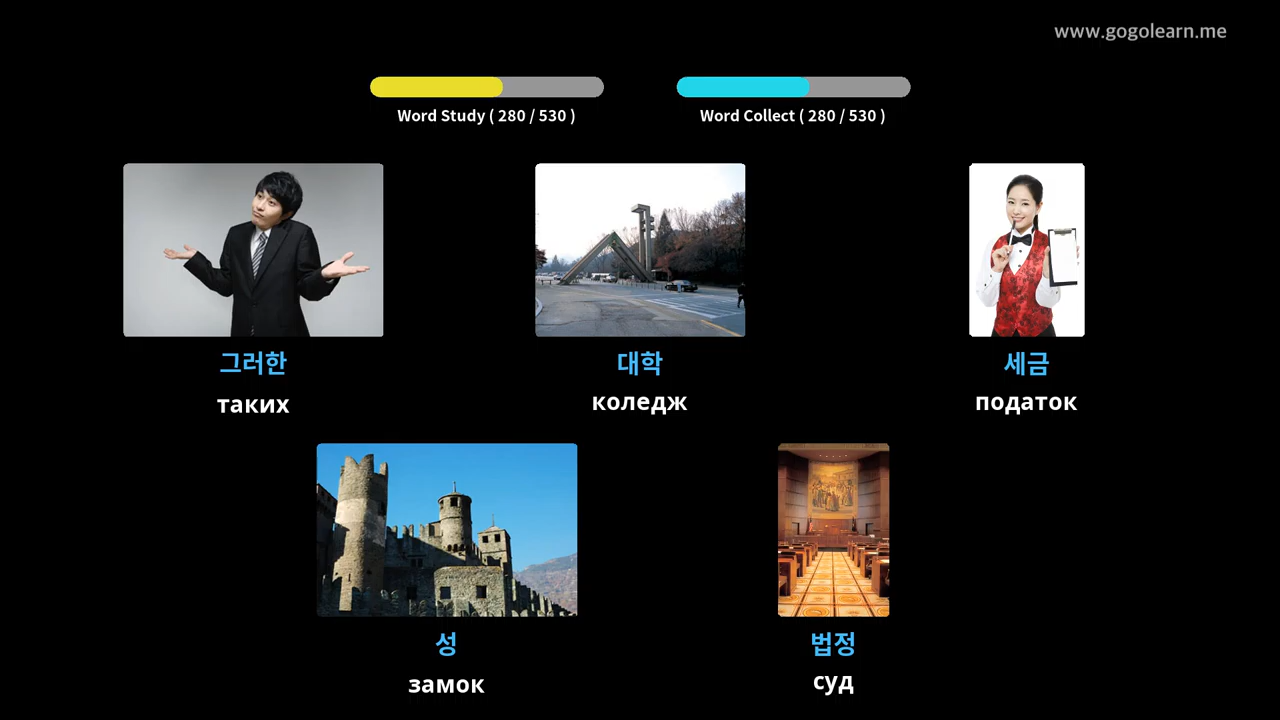 www.gogolearn.me
Word Study ( 280 / 530 )
Word Collect ( 280 / 530 )
그러한
таких
대학
коледж
세금
податок
성
замок
법정
суд